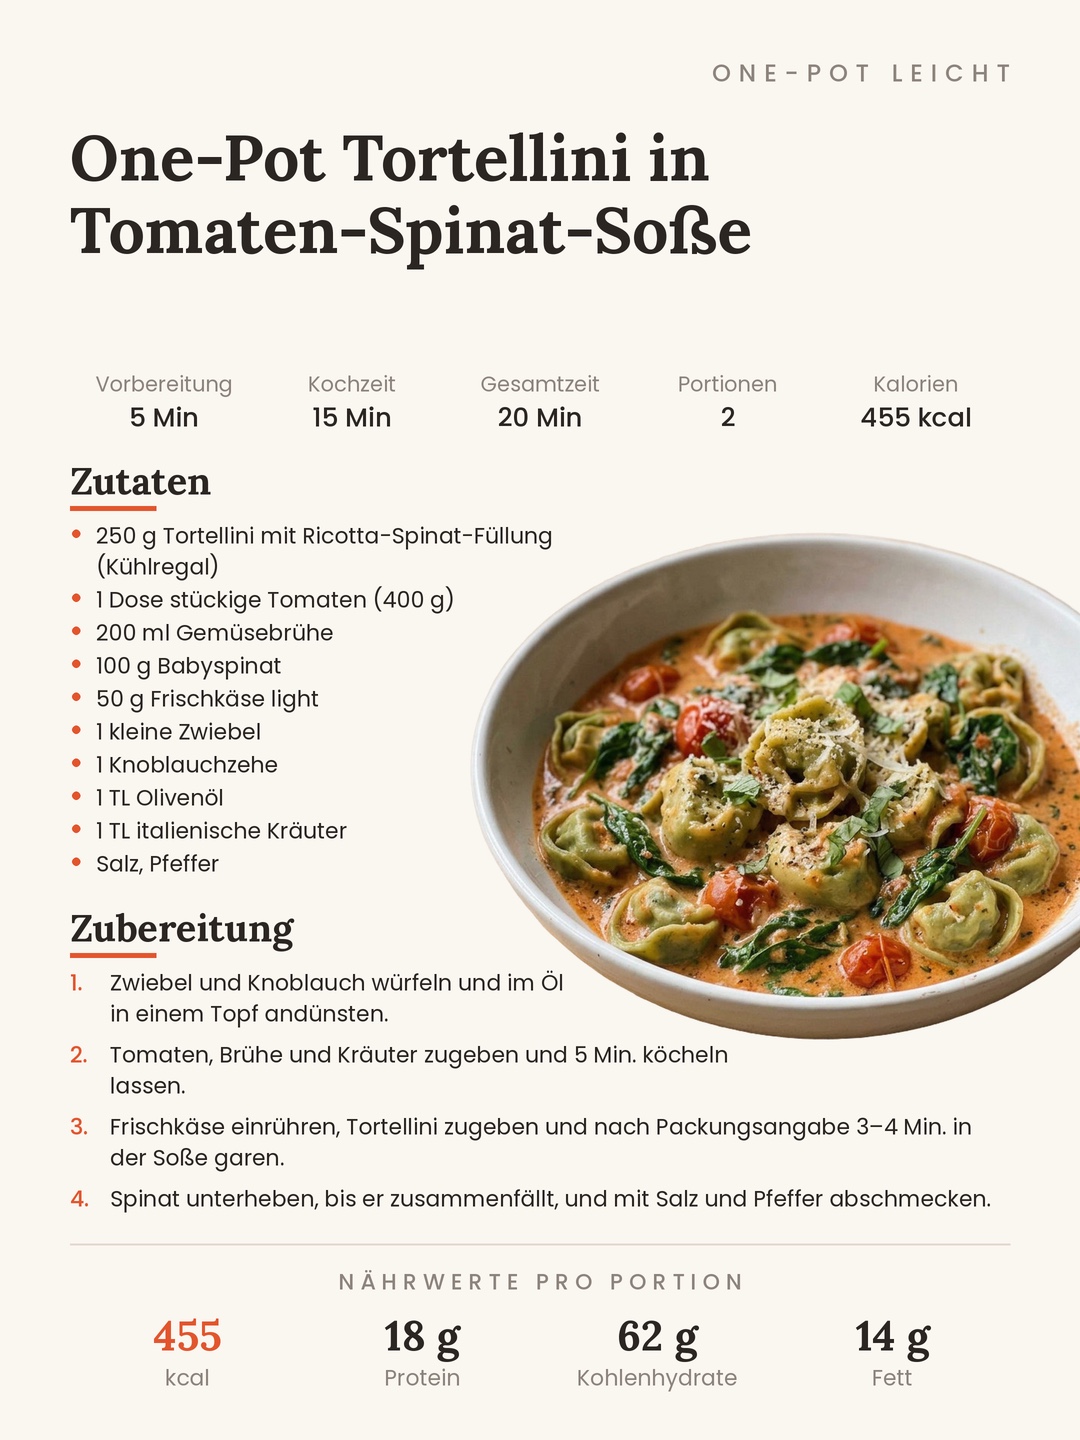 ONE-POT LEICHT
One-Pot Tortellini in
Tomaten-Spinat-Soße
Vorbereitung
5 Min
Kochzeit
15 Min
Gesamtzeit
20 Min
Portionen
2
Kalorien
455 kcal
Zutaten
• 250 g Tortellini mit Ricotta-Spinat-Füllung
(Kühlregal)
• 1 Dose stückige Tomaten (400 g)
• 200 ml Gemüsebrühe
• 100 g Babyspinat
• 50 g Frischkäse light
• 1 kleine Zwiebel
• 1 Knoblauchzehe
• 1 TL Olivenöl
• 1 TL italienische Kräuter
• Salz, Pfeffer
Zubereitung
1. Zwiebel und Knoblauch würfeln und im Öl
in einem Topf andünsten.
2. Tomaten, Brühe und Kräuter zugeben und 5 Min. köcheln
lassen.
3. Frischkäse einrühren, Tortellini zugeben und nach Packungsangabe 3–4 Min. in
der Soße garen.
4. Spinat unterheben, bis er zusammenfällt, und mit Salz und Pfeffer abschmecken.
NÄHRWERTE PRO PORTION
455
kcal
18 g
Protein
62 g
Kohlenhydrate
14 g
Fett